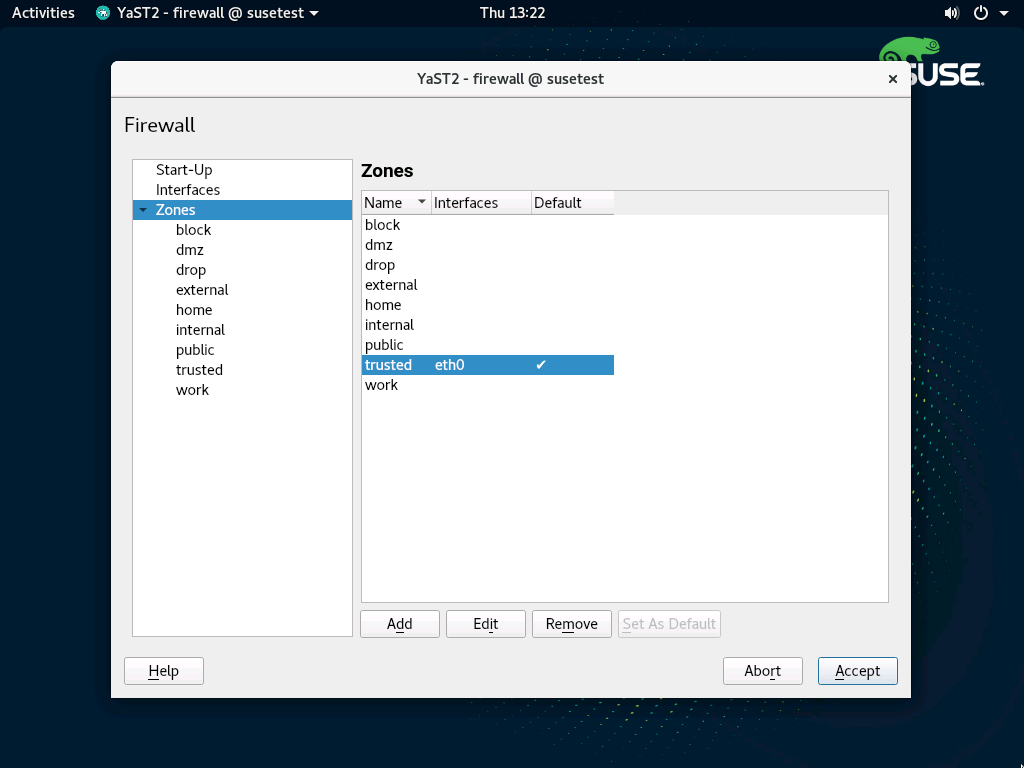 Activities YaST2 - firewall @ susetest Thu 13:22
SUSE.
YaST2 - firewall @ susetest
Firewall
Start-Up
Interfaces
Zones
block
dmz
drop
external
home
internal
public
trusted
work
Zones
Name Interfaces Default
block
dmz
drop
external
home
internal
public
trusted eth0 ✔
work
Add Edit Remove Set As Default
Help Abort Accept